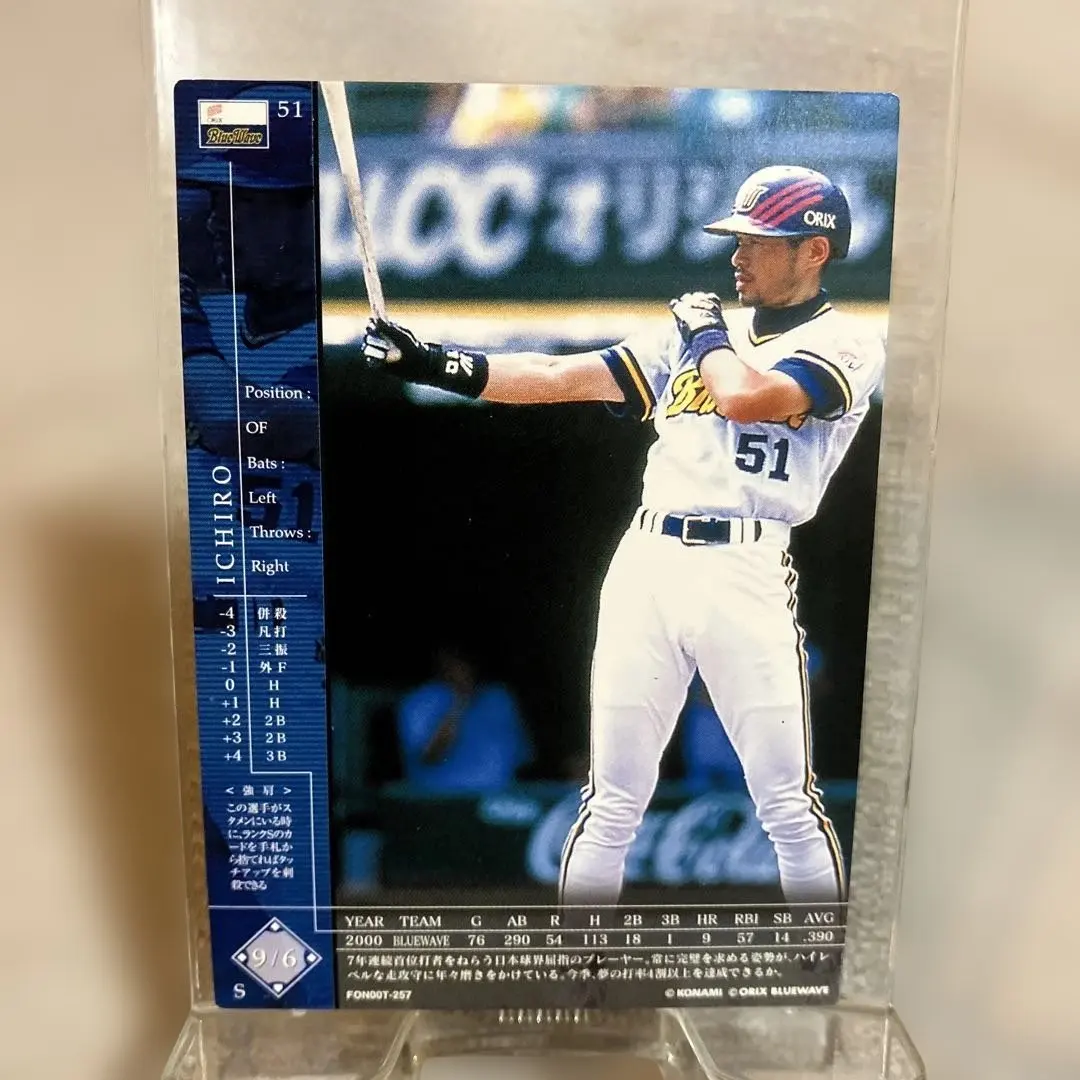 ORIX
BlueWave
51
UCC オリジ
ORIX
51
Position :
OF
Bats :
Left
Throws :
Right
ICHIRO
-4 併殺
-3 凡打
-2 三振
-1 外F
0 H
+1 H
+2 2B
+3 2B
+4 3B
<強肩>
この選手がス
タメンにいる時
に、ランクSのカ
ードを手札か
ら捨てればタッ
チアップを刺
殺できる
Coca-Cola
YEAR TEAM G AB R H 2B 3B HR RBI SB AVG
2000 BLUEWAVE 76 290 54 113 18 1 9 57 14 .390
7年連続首位打者をねらう日本球界屈指のプレーヤー。常に完璧を求める姿勢が、ハイレ
ベルな走攻守に年々磨きをかけている。今季、夢の打率4割以上を達成できるか。
9/6
S
FON00T-257
© KONAMI © ORIX BLUEWAVE